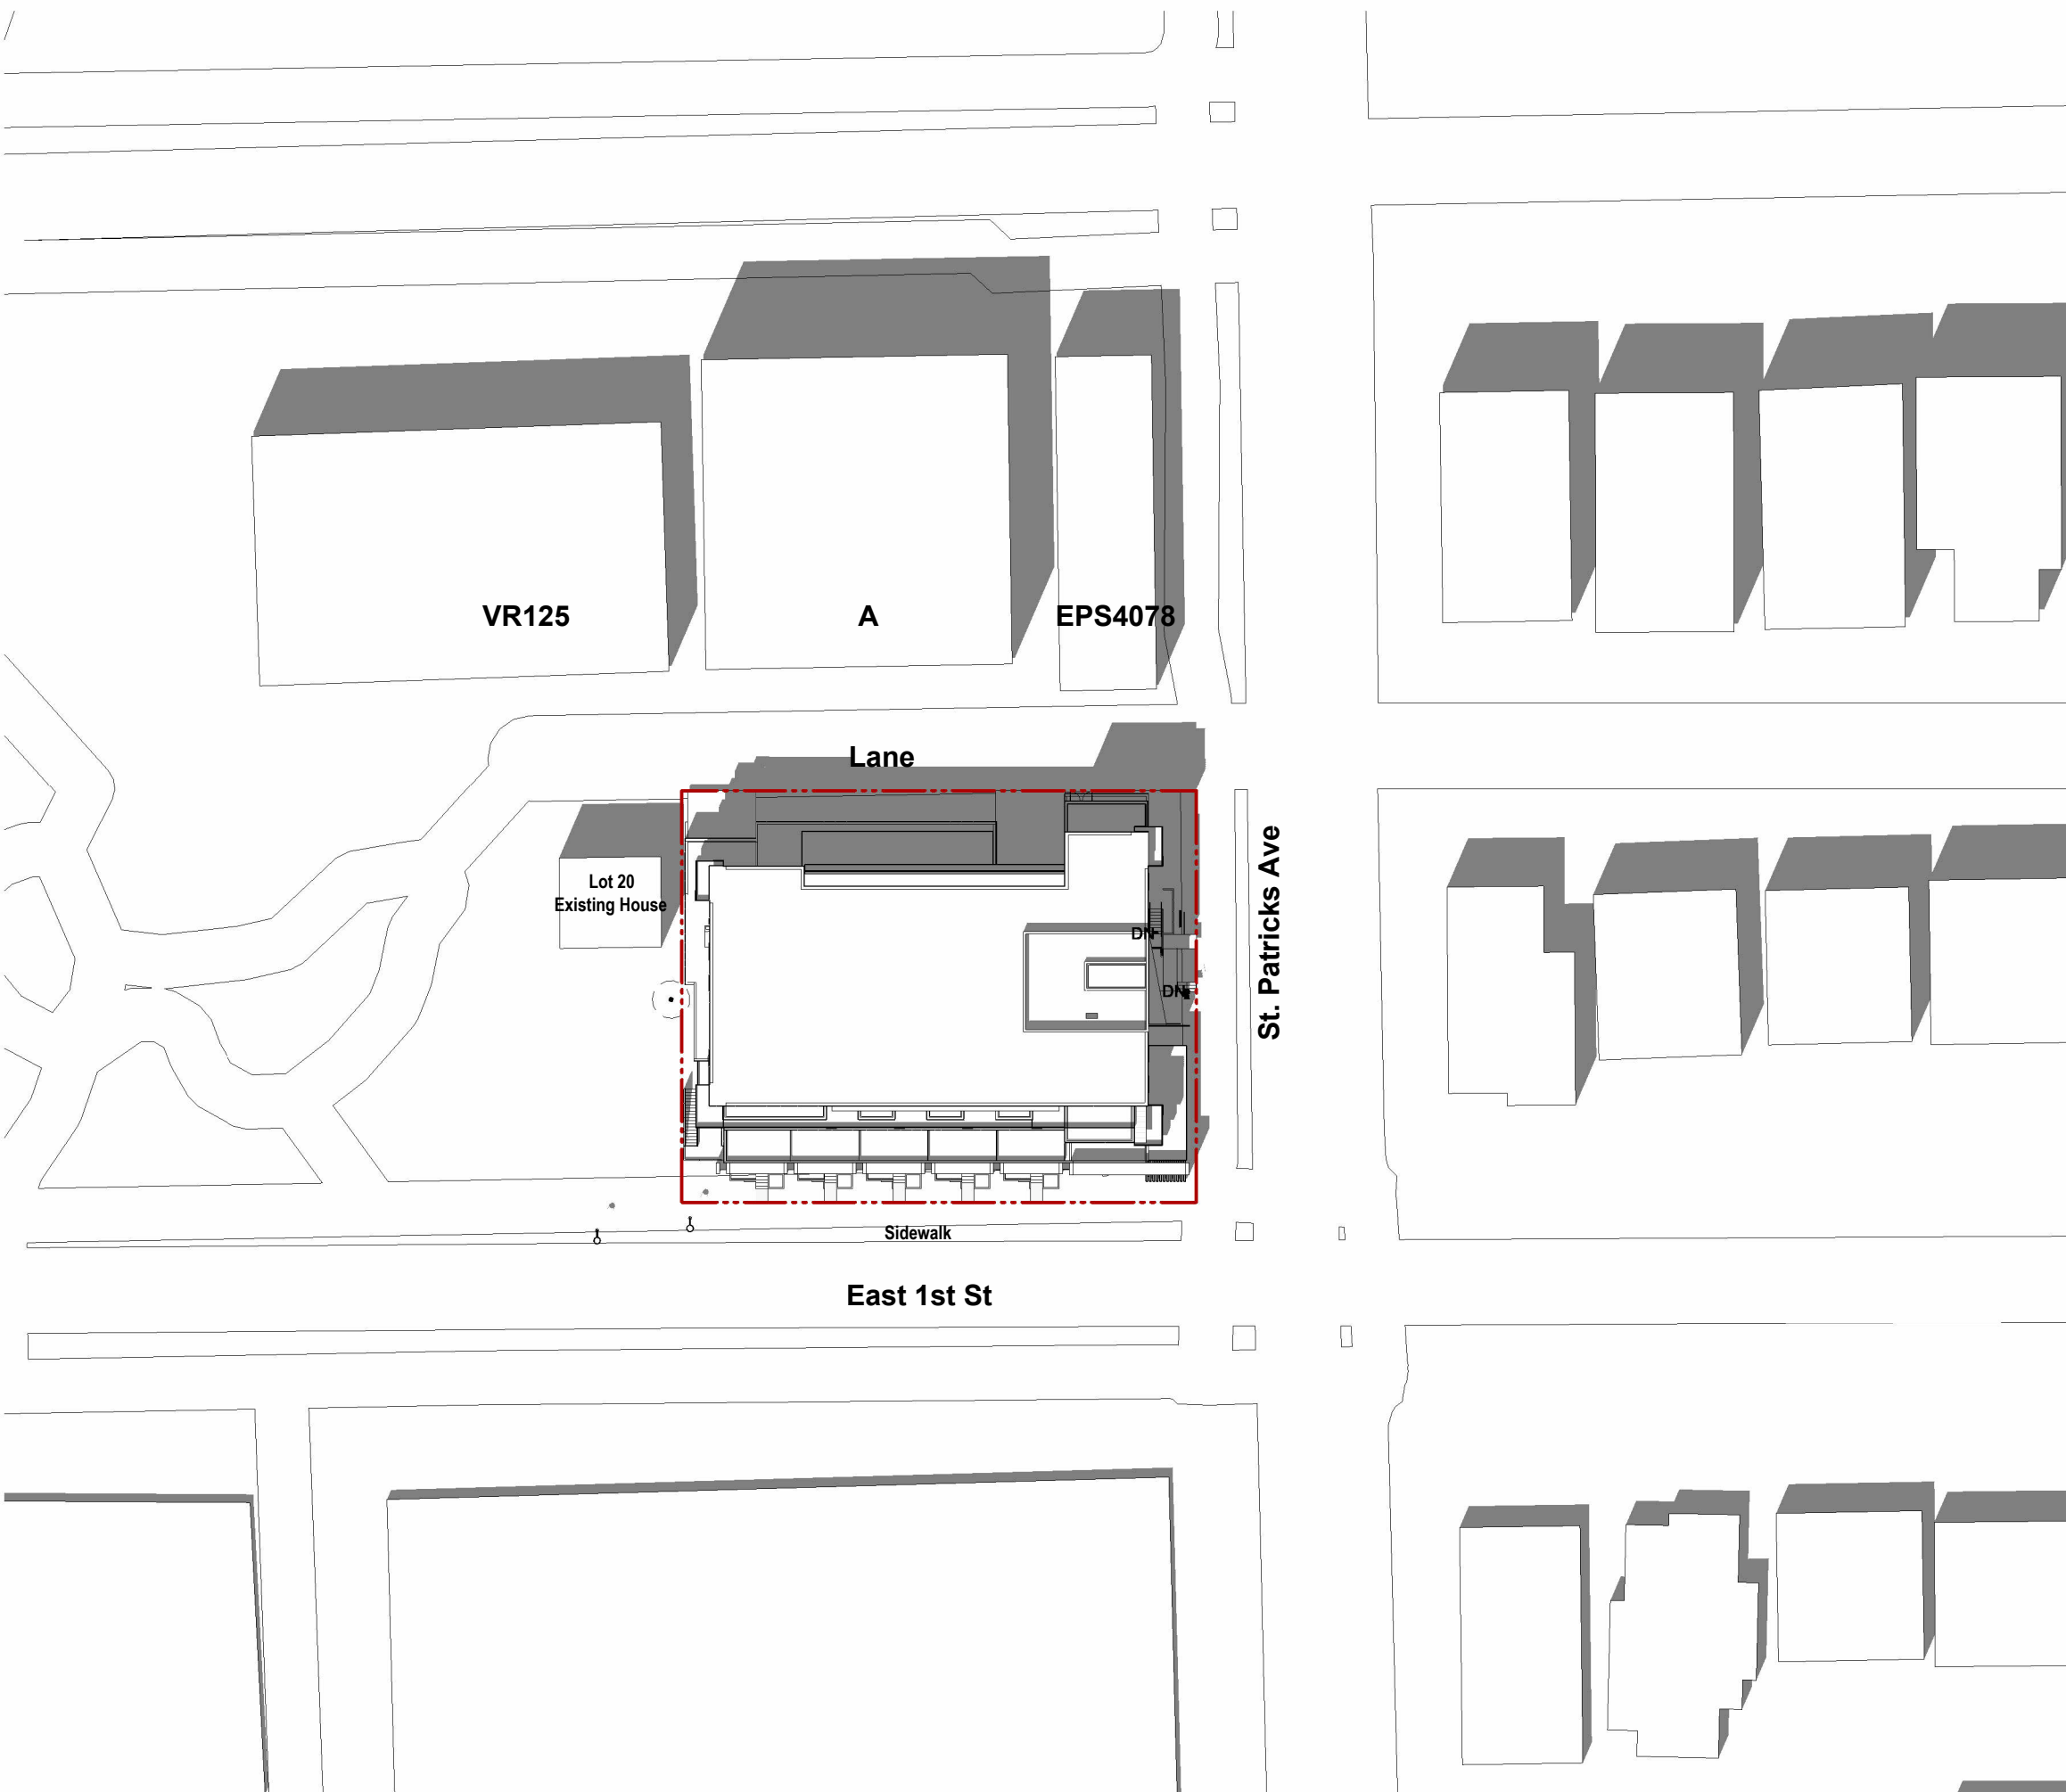 VR125
A
EPS4078
Lane
Lot 20
Existing House
St. Patricks Ave
DN
DN
Sidewalk
East 1st St